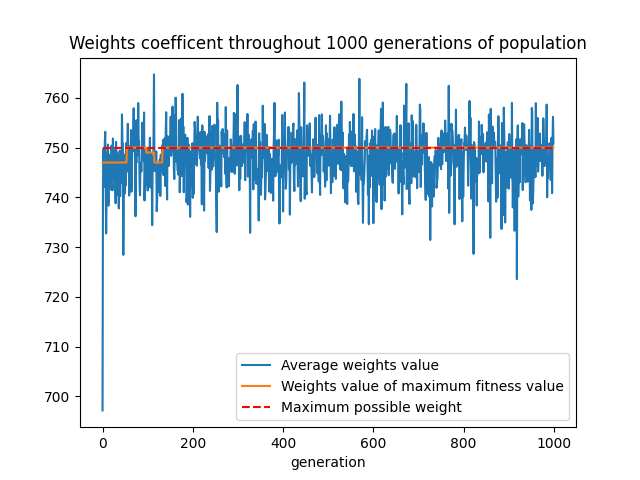 Weights coefficent throughout 1000 generations of population
760
750
740
730
720
710
700
Average weights value
Weights value of maximum fitness value
Maximum possible weight
0 200 400 600 800 1000
generation